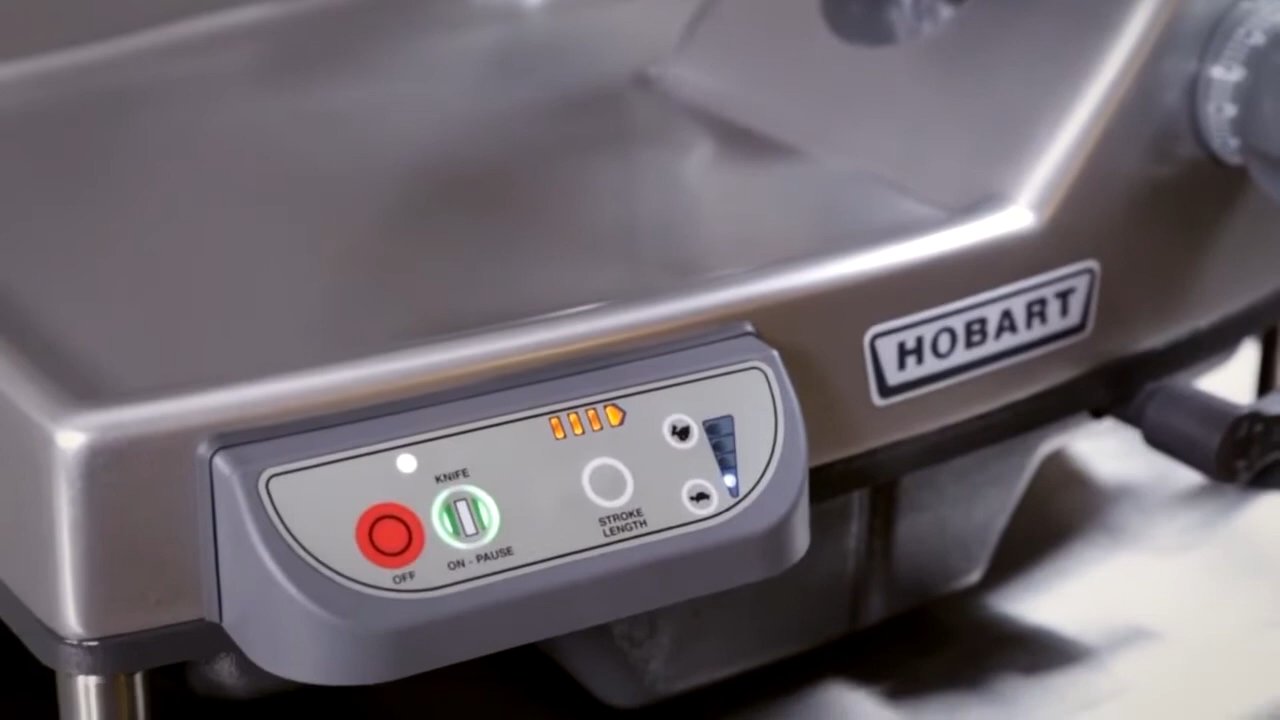 HOBART
KNIFE
OFF
ON - PAUSE
STROKE
LENGTH